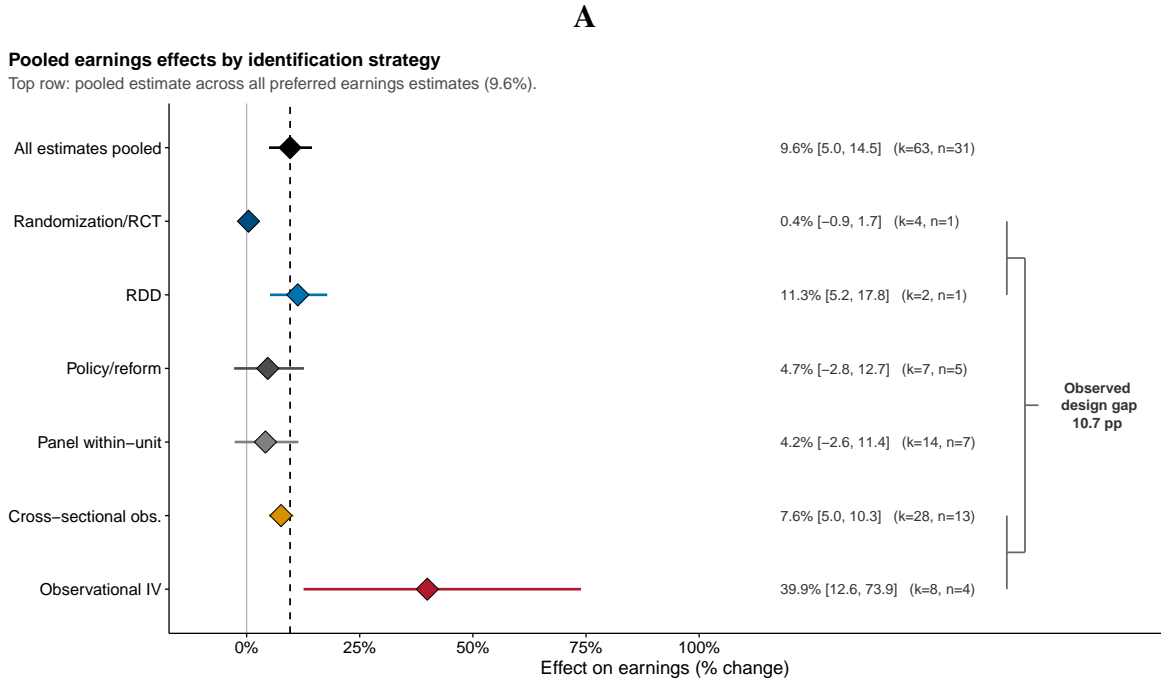 A
Pooled earnings effects by identification strategy
Top row: pooled estimate across all preferred earnings estimates (9.6%).
All estimates pooled 9.6% [5.0, 14.5] (k=63, n=31)
Randomization/RCT 0.4% [−0.9, 1.7] (k=4, n=1)
RDD 11.3% [5.2, 17.8] (k=2, n=1)
Policy/reform 4.7% [−2.8, 12.7] (k=7, n=5)
Observed
design gap
10.7 pp
Panel within−unit 4.2% [−2.6, 11.4] (k=14, n=7)
Cross−sectional obs. 7.6% [5.0, 10.3] (k=28, n=13)
Observational IV 39.9% [12.6, 73.9] (k=8, n=4)
0% 25% 50% 75% 100%
Effect on earnings (% change)